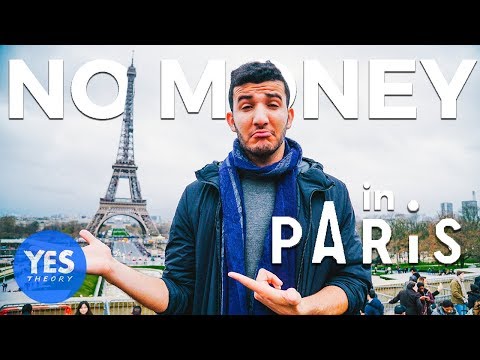 NO MONEY
in
PARiS
YES
THEORY